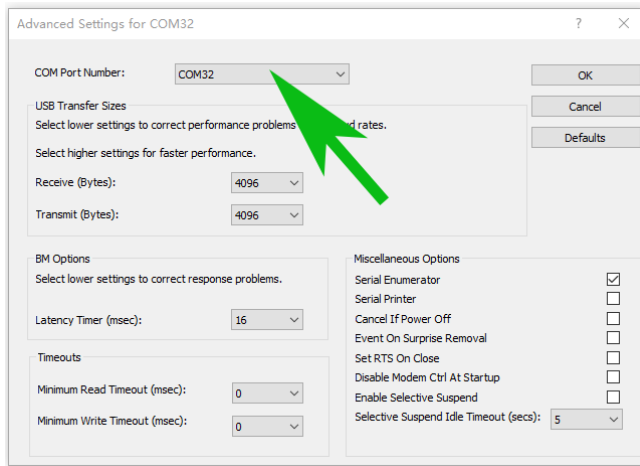 Advanced Settings for COM32
COM Port Number: COM32
OK
Cancel
Defaults
USB Transfer Sizes
Select lower settings to correct performance problems rates.
Select higher settings for faster performance.
Receive (Bytes): 4096
Transmit (Bytes): 4096
BM Options
Select lower settings to correct response problems.
Latency Timer (msec): 16
Timeouts
Minimum Read Timeout (msec): 0
Minimum Write Timeout (msec): 0
Miscellaneous Options
Serial Enumerator
Serial Printer
Cancel If Power Off
Event On Surprise Removal
Set RTS On Close
Disable Modem Ctrl At Startup
Enable Selective Suspend
Selective Suspend Idle Timeout (secs): 5